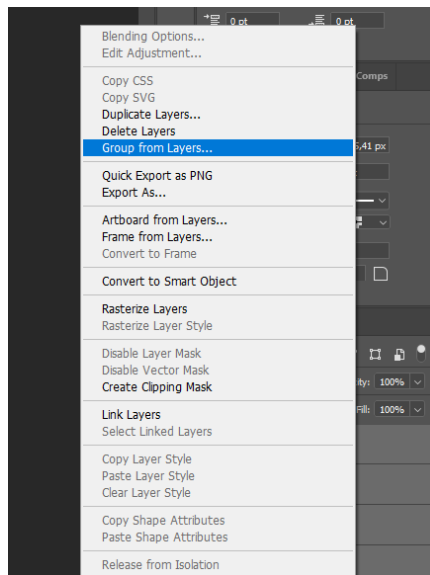 0 pt 0 pt
Blending Options...
Edit Adjustment...
Comps
Copy CSS
Copy SVG
Duplicate Layers...
Delete Layers
Group from Layers...
5,41 px
Quick Export as PNG
Export As...
Artboard from Layers...
Frame from Layers...
Convert to Frame
Convert to Smart Object
Rasterize Layers
Rasterize Layer Style
Disable Layer Mask
Disable Vector Mask
100%
Create Clipping Mask
Link Layers
Fill: 100%
Select Linked Layers
Copy Layer Style
Paste Layer Style
Clear Layer Style
Copy Shape Attributes
Paste Shape Attributes
Release from Isolation